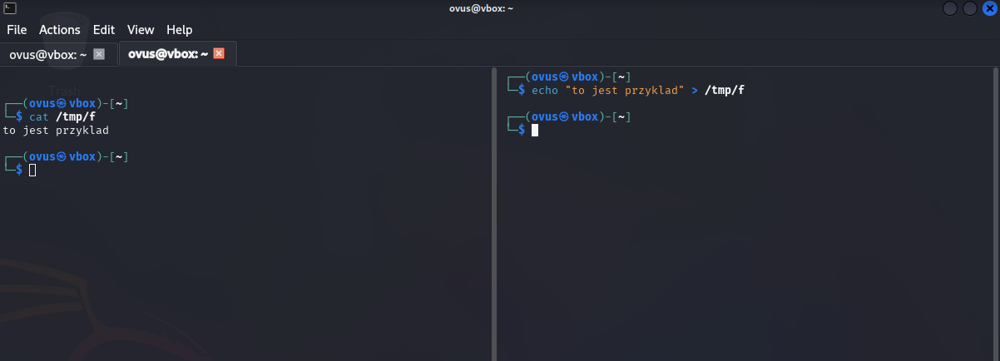 ovus@vbox: ~
File Actions Edit View Help
ovus@vbox: ~
ovus@vbox: ~
Trash
┌──(ovus㉿vbox)-[~]
└─$ cat /tmp/f
to jest przyklad
┌──(ovus㉿vbox)-[~]
└─$
┌──(ovus㉿vbox)-[~]
└─$ echo "to jest przyklad" > /tmp/f
┌──(ovus㉿vbox)-[~]
└─$